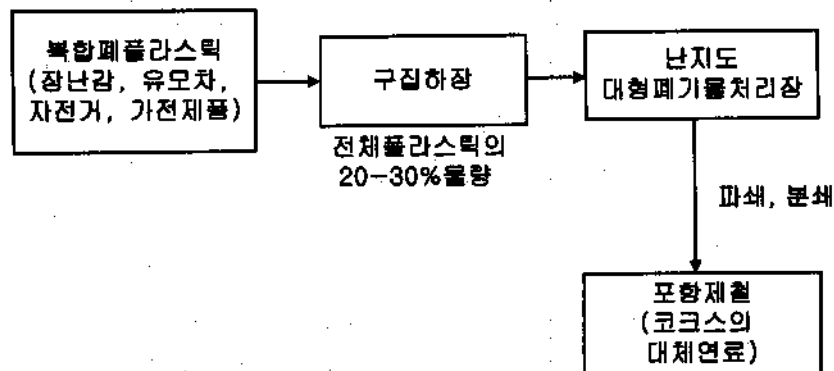 복합폐플라스틱
(장난감, 유모차,
자전거, 가전제품)
구집하장
전체플라스틱의
20-30%물량
난지도
대형폐기물처리장
파쇄, 분쇄
포항제철
(코크스의
대체연료)